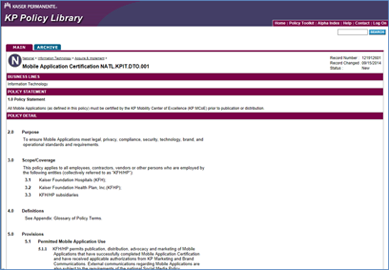 KAISER PERMANENTE
KP Policy Library
Home | Policy Toolkit | Alpha Index | Help | Contact | Log On
SEARCH
MAIN ARCHIVE
National > Information Technology >
Mobile Application Certification NATL.KPIT.DTO.001
Record Number: 121912001
Record Changed: 09/15/2014
Status: New
BUSINESS LINES
Information Technology
POLICY STATEMENT
1.0 Policy Statement
All Mobile Applications (as defined in this policy) must be certified by the KP Mobility Center of Excellence (KP MCoE) prior to publication or distribution.
POLICY DETAIL
2.0 Purpose
To ensure Mobile Applications meet legal, privacy, compliance, security, technology, brand, and
operational standards and requirements.
3.0 Scope/Coverage
This policy applies to all employees, contractors, vendors or other persons who are employed by
the following entities (collectively referred to as "KFH/HP"):
3.1 Kaiser Foundation Hospitals (KFH);
3.2 Kaiser Foundation Health Plan, Inc (KFHP);
3.3 KFH/HP subsidiaries
4.0 Definitions
See Appendix: Glossary of Policy Terms.
5.0 Provisions
5.1 Permitted Mobile Application Use
5.1.1 KFH/HP permits publication, distribution, advocacy and marketing of Mobile
Applications that have successfully completed Mobile Application Certification
and have received applicable authorizations from KP Marketing and Brand
Communications. External communications regarding Mobile Applications are
also subject to the requirements of the national Social Media Policy